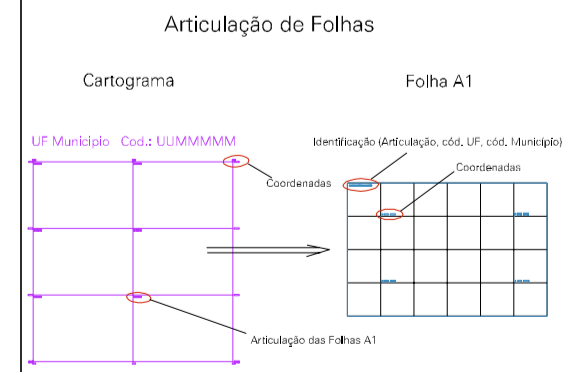 Articulação de Folhas
Cartograma
Folha A1
UF Municipio Cod.: UUMMMMM
Identificação (Articulação, cód. UF, cód. Município)
Coordenadas
Coordenadas
Articulação das Folhas A1